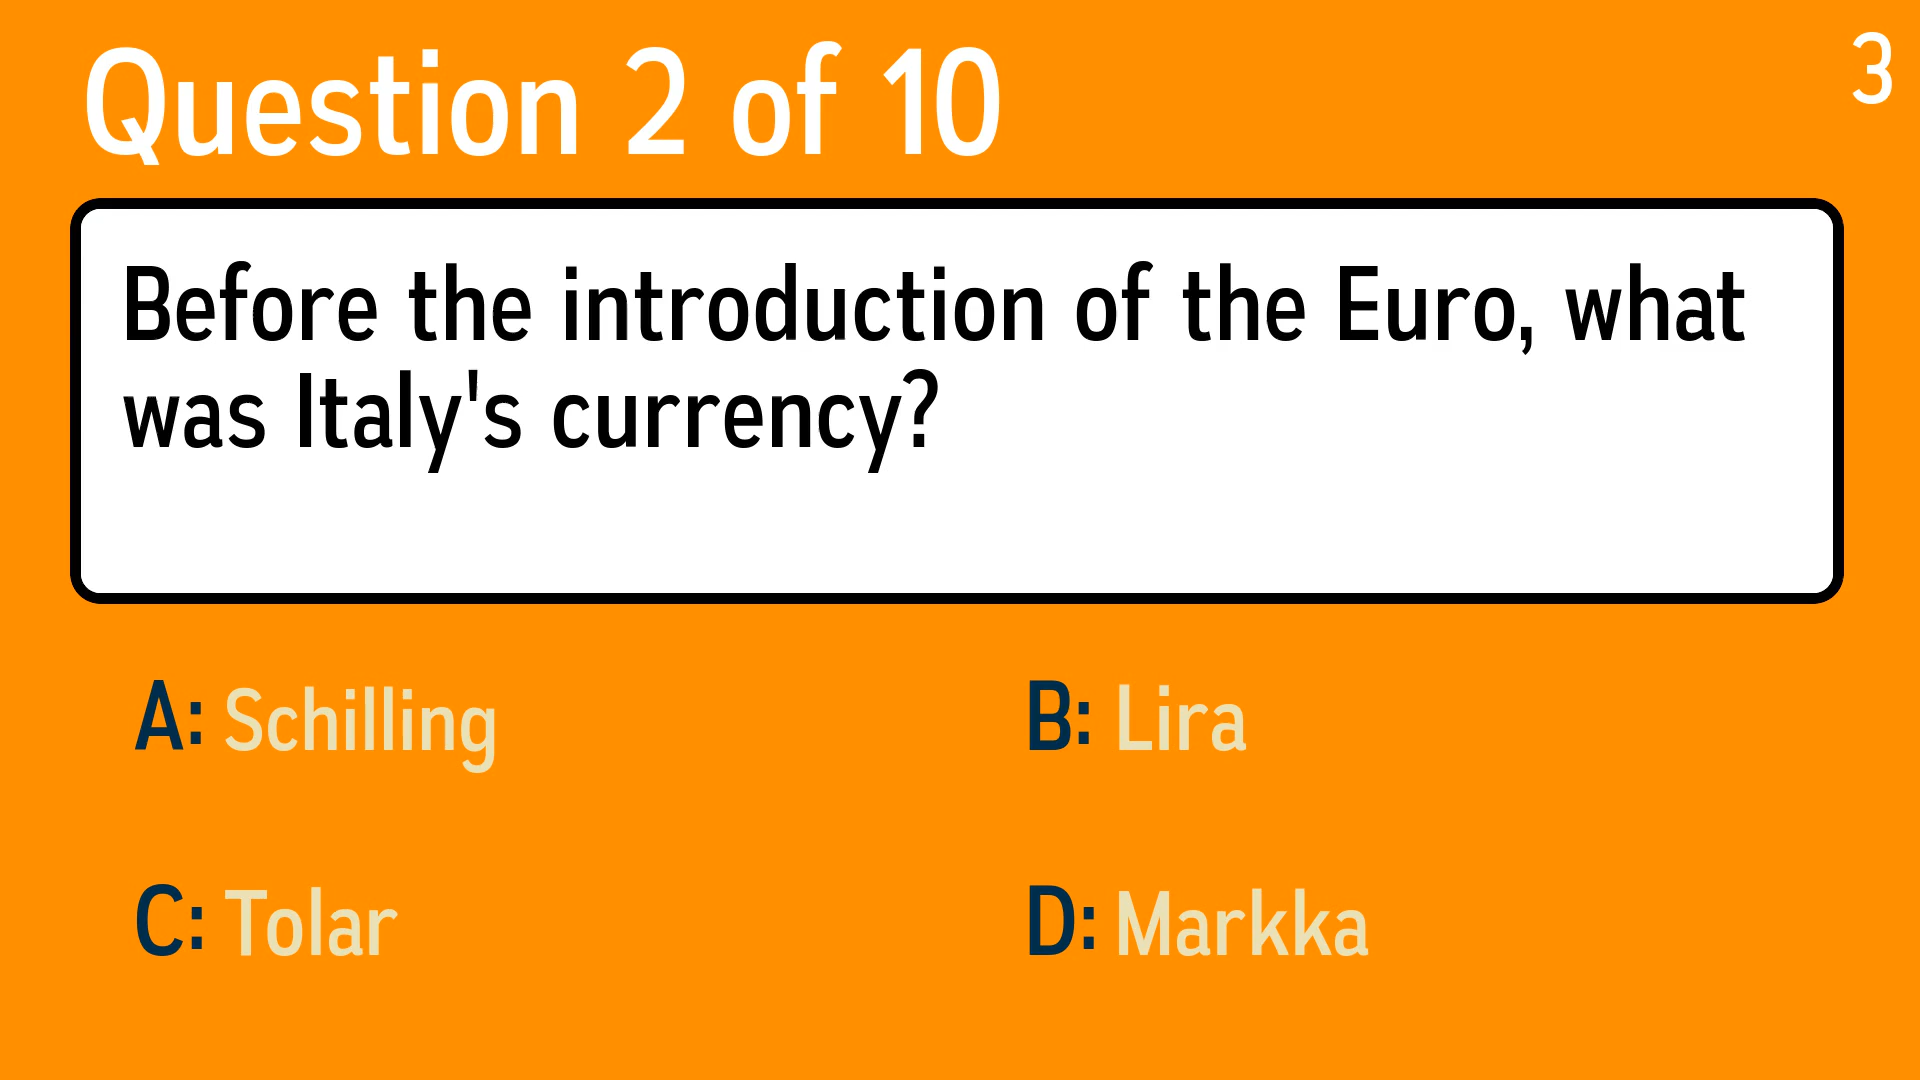 Question 2 of 10
3
Before the introduction of the Euro, what
was Italy's currency?
A: Schilling
B: Lira
C: Tolar
D: Markka